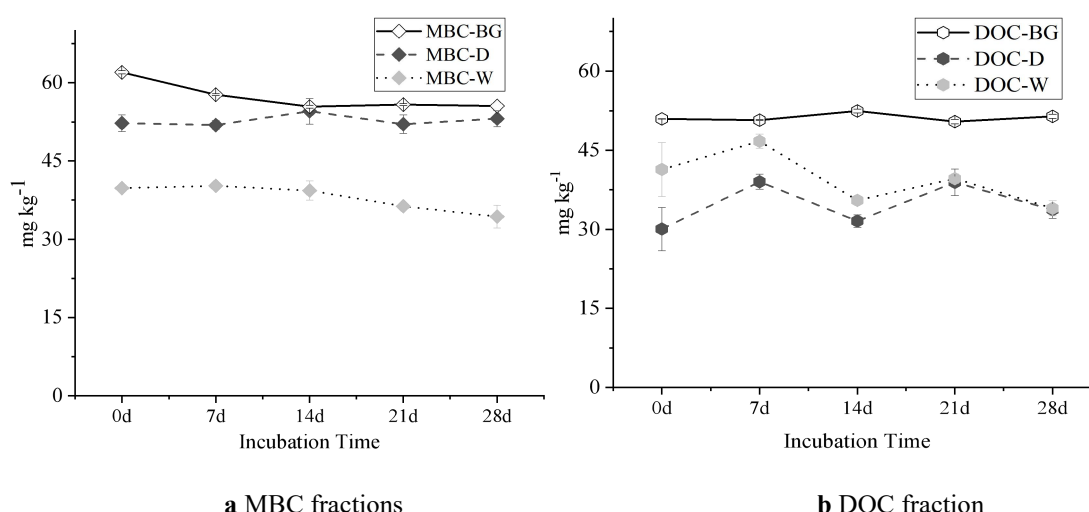 MBC-BG
MBC-D
MBC-W
60
45
30
15
0
mg kg-1
0d 7d 14d 21d 28d
Incubation Time
a MBC fractions
DOC-BG
DOC-D
DOC-W
60
45
30
15
0
mg kg-1
0d 7d 14d 21d 28d
Incubation Time
b DOC fraction